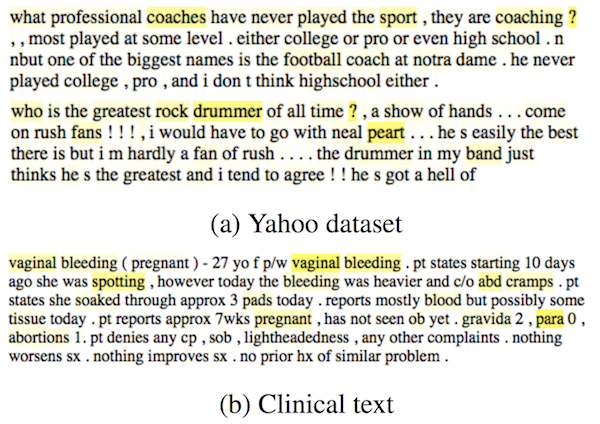 what professional coaches have never played the sport , they are coaching ?
, , most played at some level . either college or pro or even high school . n
nbut one of the biggest names is the football coach at notra dame . he never
played college , pro , and i don t think highschool either .
who is the greatest rock drummer of all time ? , a show of hands . . . come
on rush fans ! ! ! , i would have to go with neal peart . . . he s easily the best
there is but i m hardly a fan of rush . . . . the drummer in my band just
thinks he s the greatest and i tend to agree ! ! he s got a hell of
(a) Yahoo dataset
vaginal bleeding ( pregnant ) - 27 yo f p/w vaginal bleeding . pt states starting 10 days
ago she was spotting , however today the bleeding was heavier and c/o abd cramps . pt
states she soaked through approx 3 pads today . reports mostly blood but possibly some
tissue today . pt reports approx 7wks pregnant , has not seen ob yet . gravida 2 , para 0 ,
abortions 1. pt denies any cp , sob , lightheadedness , any other complaints . nothing
worsens sx . nothing improves sx . no prior hx of similar problem .
(b) Clinical text